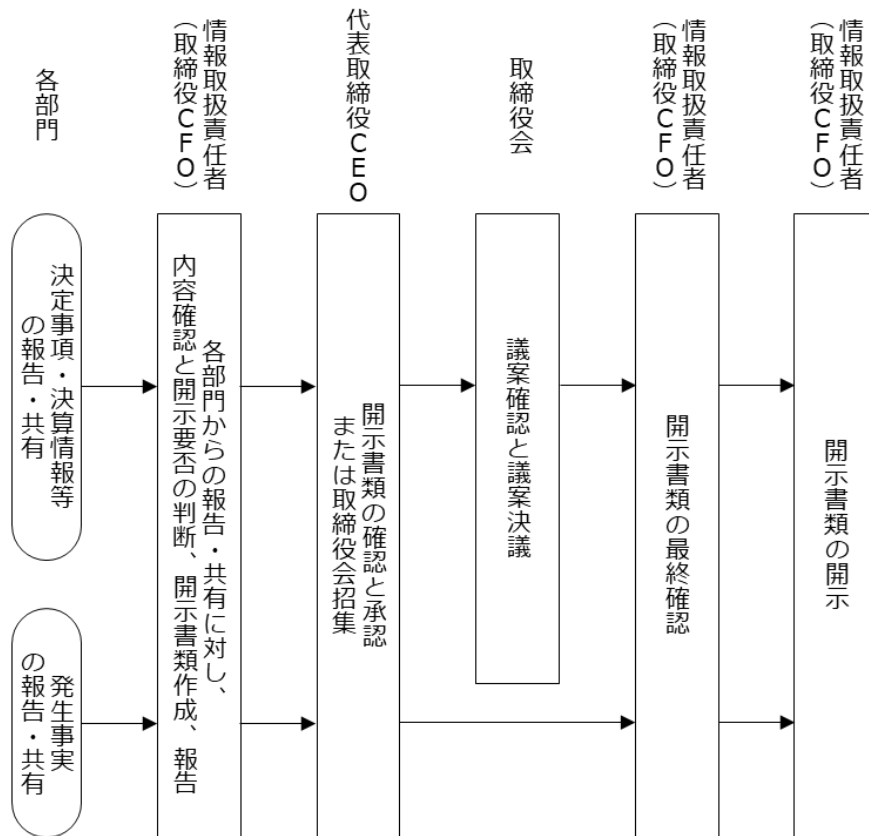 各部門
情報取扱責任者
（取締役CFO）
代表取締役CEO
取締役会
情報取扱責任者
（取締役CFO）
情報取扱責任者
（取締役CFO）
決定事項・決算情報等
の報告・共有
発生事実
の報告・共有
各部門からの報告・共有に対し、
内容確認と開示要否の判断、開示書類作成、報告
開示書類の確認と承認
または取締役会招集
議案確認と議案決議
開示書類の最終確認
開示書類の開示